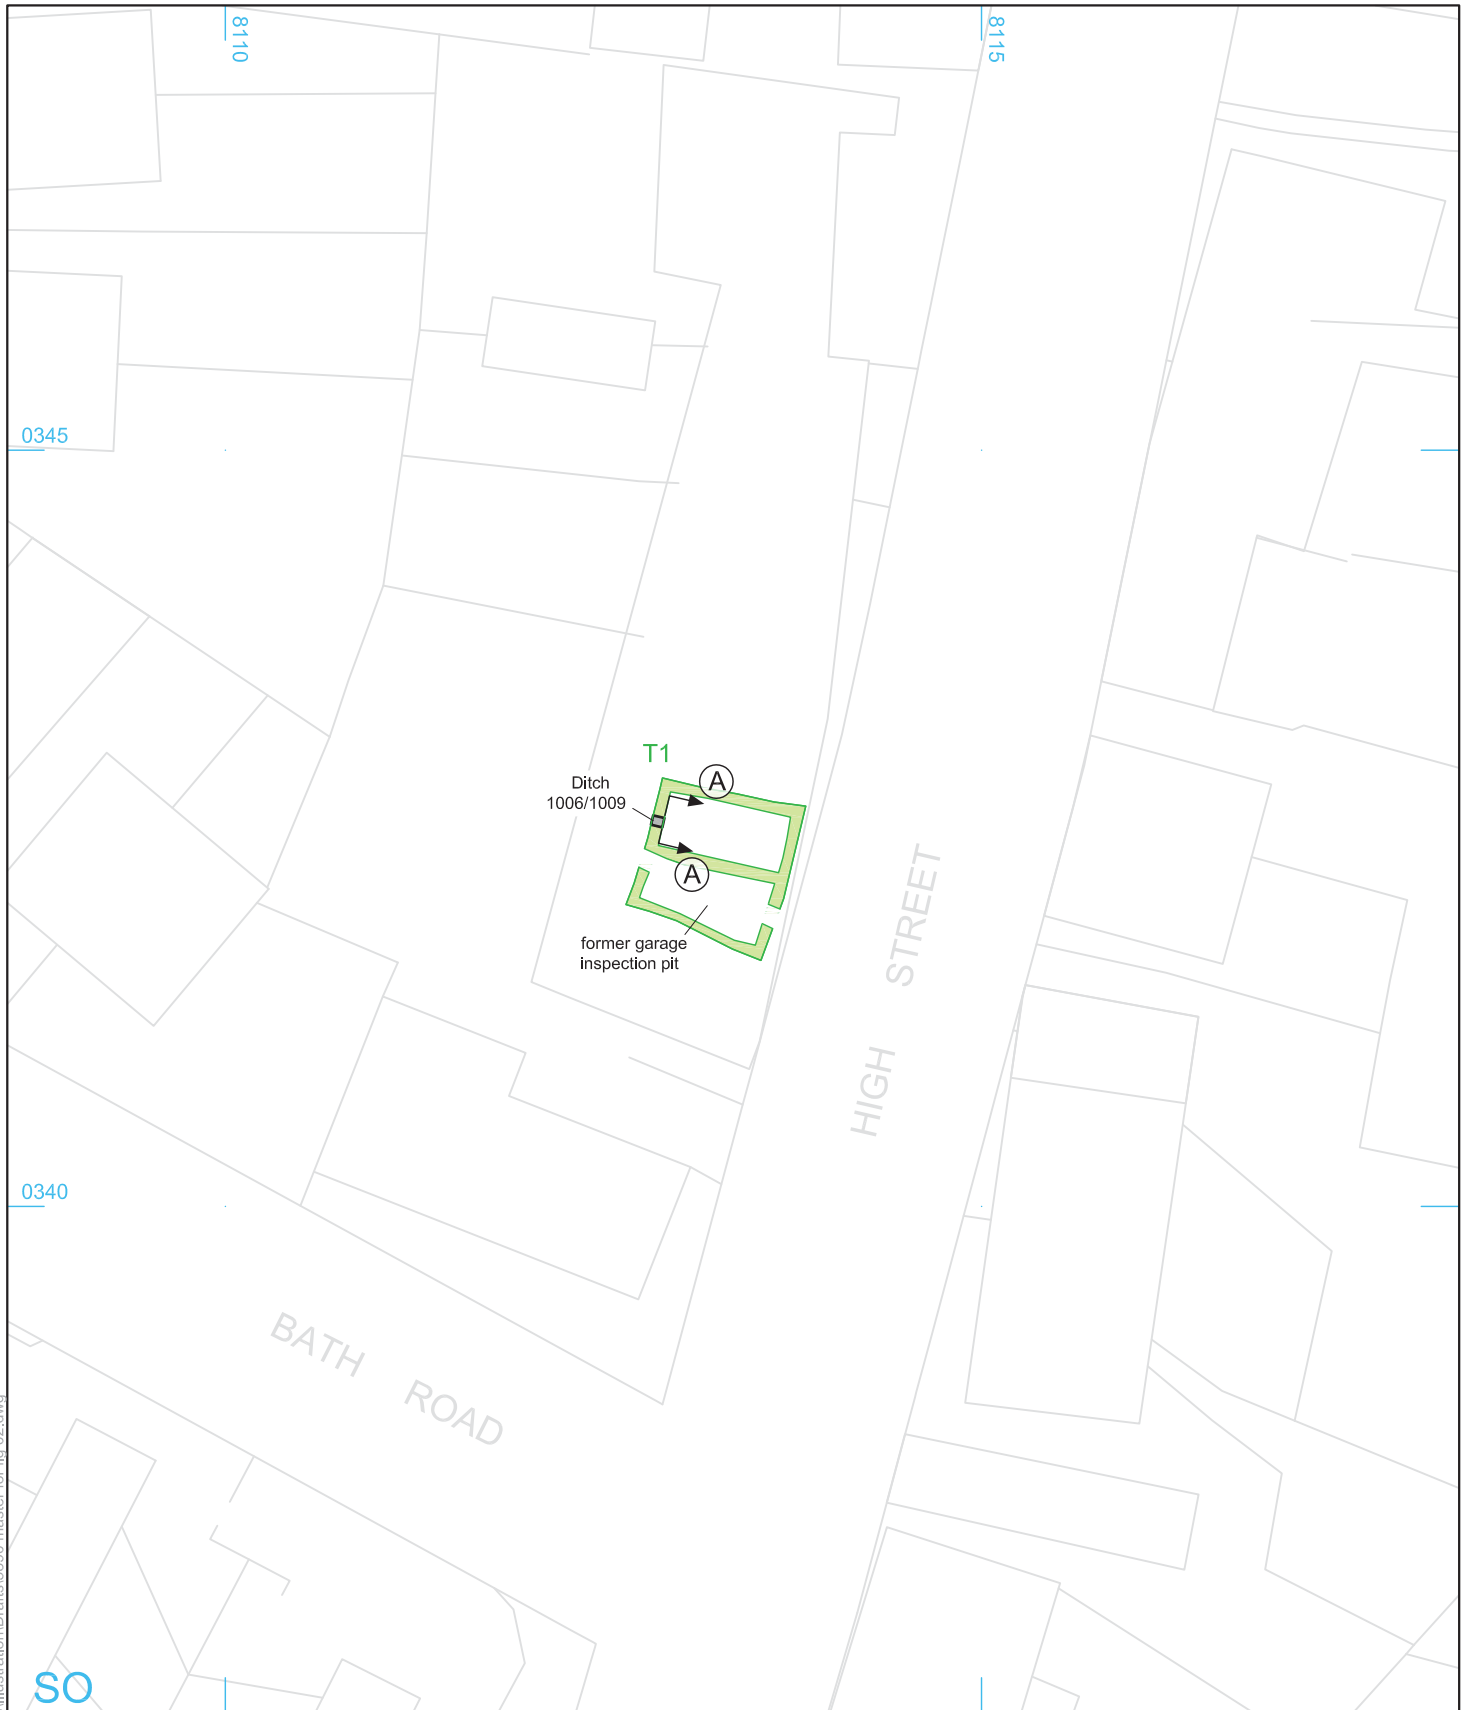 8110
8115
0345
T1
A
Ditch
1006/1009
A
former garage
inspection pit
HIGH STREET
0340
BATH ROAD
SO